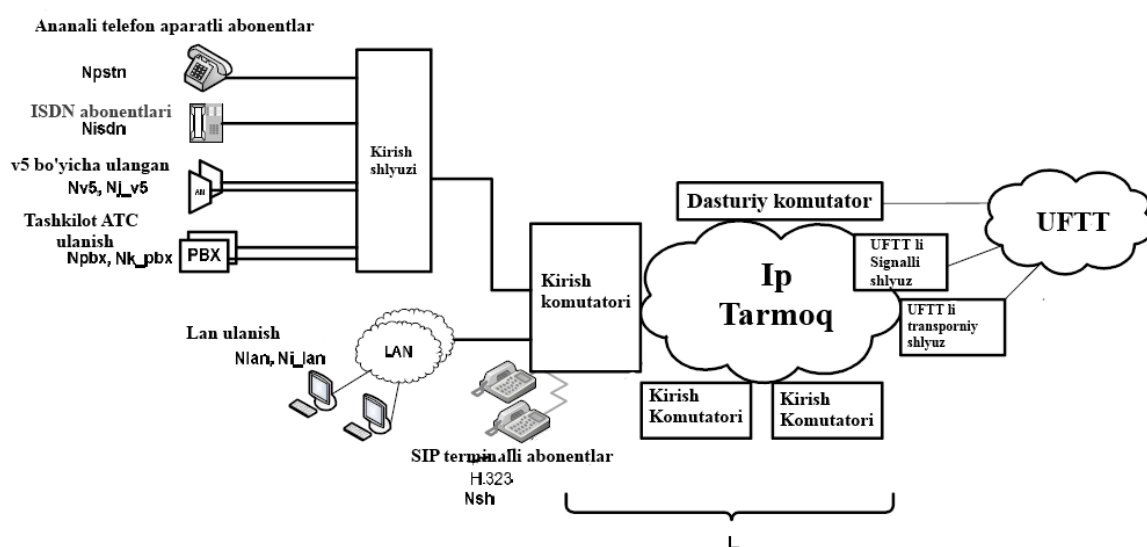 Ananali telefon aparatli abonentlar
Npstn
ISDN abonentlari
Nisdn
v5 bo'yicha ulangan
Nv5, Nj_v5
AN
Tashkilot ATC
ulanish
Npbx, Nk_pbx
PBX
Kirish
shlyuzi
Lan ulanish
Nlan, Ni_lan
LAN
Kirish
komutatori
SIP terminalli abonentlar
H.323
Nsh
Dasturiy komutator
Ip
Tarmoq
UFTT li
Signalli
shlyuz
UFTT li
transporniy
shlyuz
UFTT
Kirish
Komutatori
Kirish
Komutatori
L